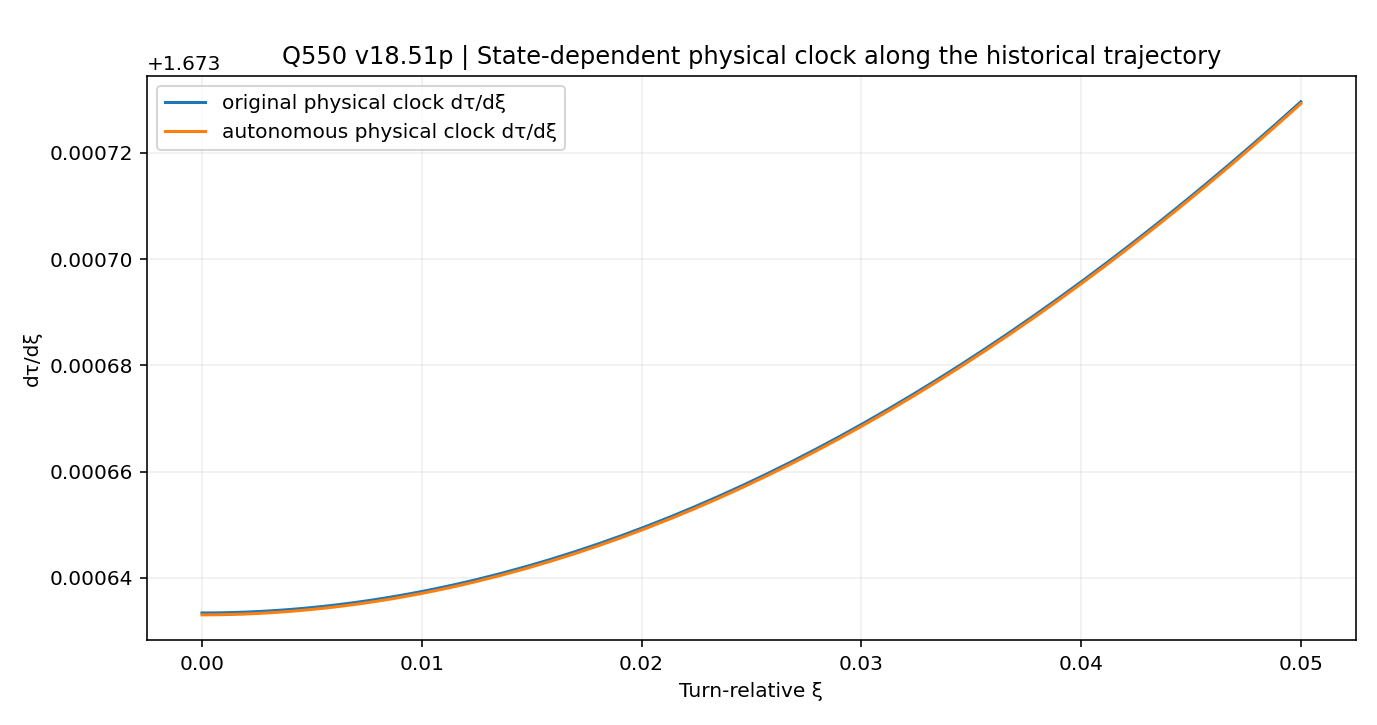 Q550 v18.51p | State-dependent physical clock along the historical trajectory
+1.673
original physical clock dτ/dξ
autonomous physical clock dτ/dξ
0.00072
0.00070
0.00068
0.00066
0.00064
dτ/dξ
0.00 0.01 0.02 0.03 0.04 0.05
Turn-relative ξ